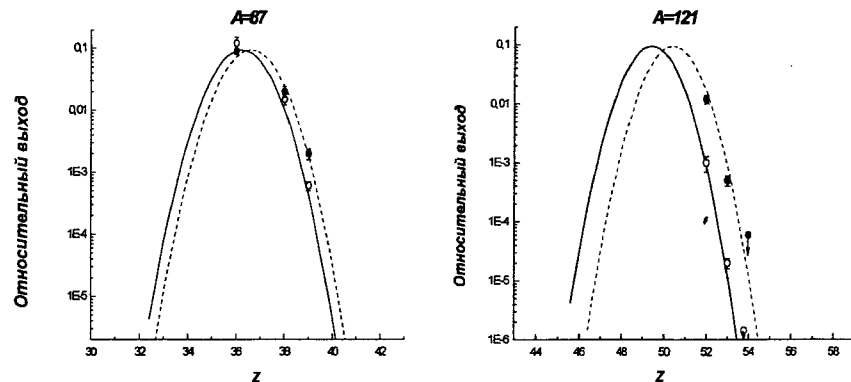 A=87
A=121
Относительный выход
0,1
0,01
1E-3
1E-4
1E-5
30 32 34 36 38 40 42
Z
Относительный выход
0,1
0,01
1E-3
1E-4
1E-5
1E-6
44 46 48 50 52 54 56 58
Z